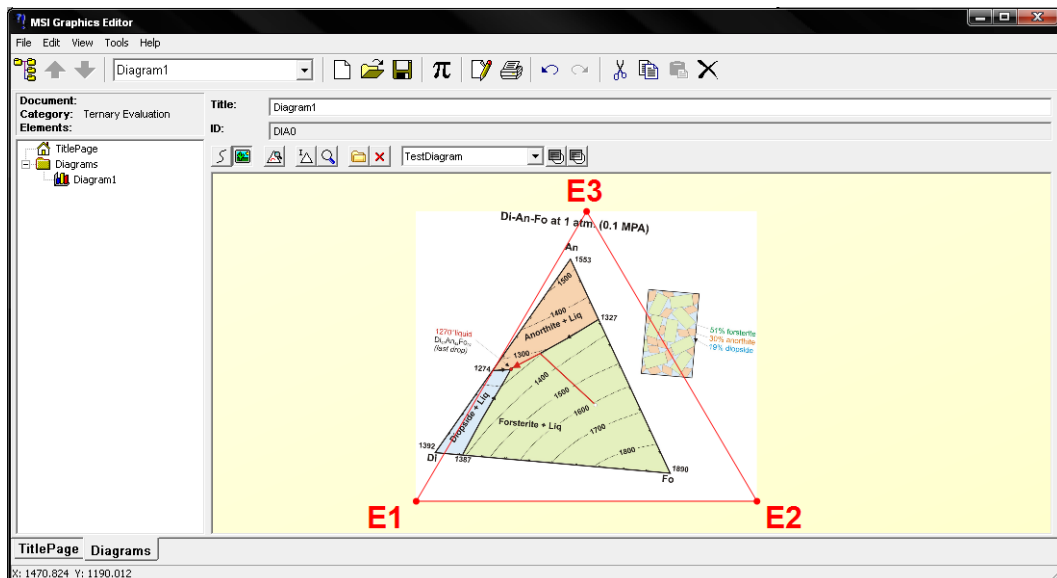 MSI Graphics Editor
File Edit View Tools Help
Diagram1
Document:
Category: Ternary Evaluation
Elements:
Title: Diagram1
ID: DIA0
TitlePage
Diagrams
Diagram1
TestDiagram
E3
Di-An-Fo at 1 atm. (0.1 MPA)
An
1553
1500
1400
Anorthite + Liq
1327
1270° liquid
(last drop)
1300
1274
1400
1500
1600
1700
1800
Diopside + Liq
Forsterite + Liq
51% forsterite
30% anorthite
19% diopside
1392
Di
1387
1890
Fo
E1
E2
TitlePage Diagrams
X: 1470.824 Y: 1190.012